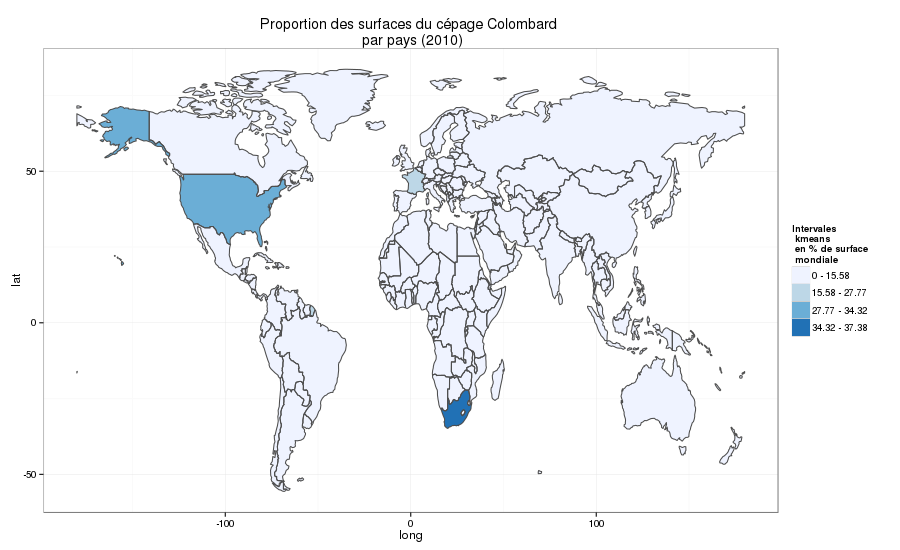 Proportion des surfaces du cépage Colombard
par pays (2010)
50
0
-50
lat
-100
0
100
long
Intervales
kmeans
en % de surface
mondiale
0 - 15.58
15.58 - 27.77
27.77 - 34.32
34.32 - 37.38